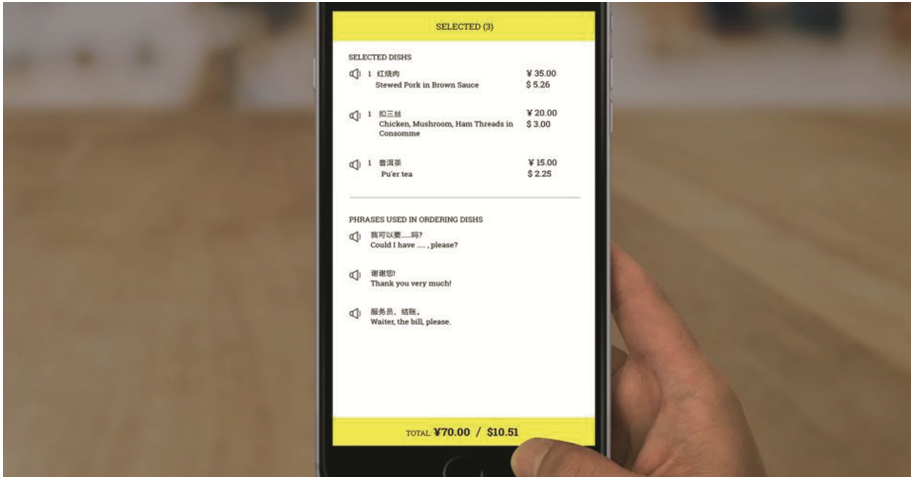 SELECTED (3)
SELECTED DISHS
1 红烧肉 ¥ 35.00
Stewed Pork in Brown Sauce $ 5.26
1 扣三丝 ¥ 20.00
Chicken, Mushroom, Ham Threads in $ 3.00
Consomme
1 普洱茶 ¥ 15.00
Pu'er tea $ 2.25
PHRASES USED IN ORDERING DISHS
我可以要……吗?
Could I have ...... , please?
谢谢您!
Thank you very much!
服务员，结账。
Waiter, the bill, please.
TOTAL: ¥70.00 / $10.51